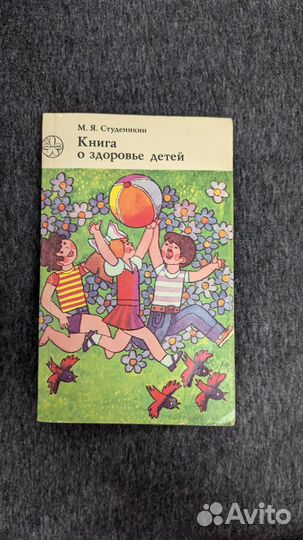 М. Я. Студеникин
Книга
о здоровье детей
Avito